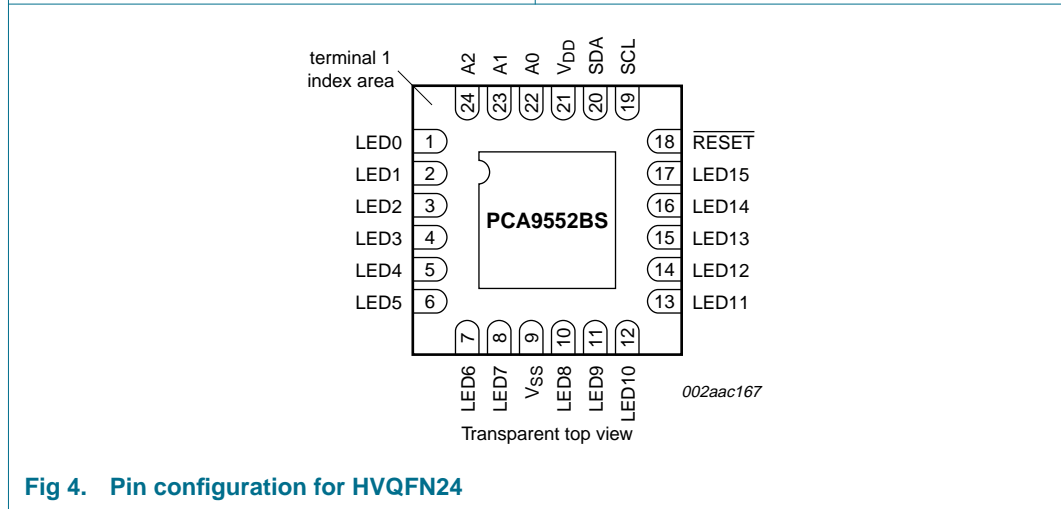 terminal 1
index area
A2
A1
A0
VDD
SDA
SCL
24
23
22
21
20
19
LED0 1
LED1 2
LED2 3
LED3 4
LED4 5
LED5 6
18 RESET
17 LED15
16 LED14
15 LED13
14 LED12
13 LED11
PCA9552BS
7
8
9
10
11
12
LED6
LED7
VSS
LED8
LED9
LED10
002aac167
Transparent top view
Fig 4. Pin configuration for HVQFN24